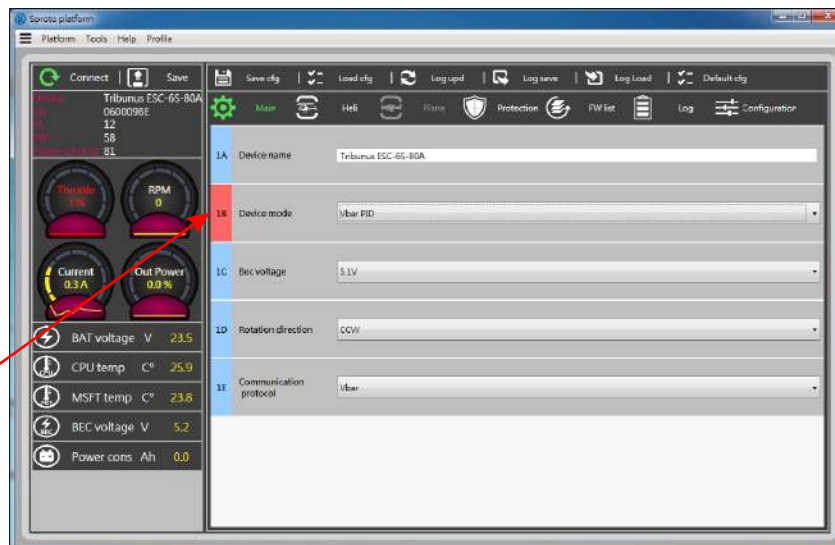 Sproto platform
Platform Tools Help Profile
Connect Save
Save cfg Load cfg Log upd Log save Log Load Default cfg
Tribunus ESC-6S-80A
0600098E
12
58
81
Main Heli Plane Protection FW list Log Configuration
Throttle
1 %
RPM
0
Current
0.3 A
Out Power
0.0 %
BAT voltage V 23.5
CPU temp C° 25.9
MSFT temp C° 23.8
BEC voltage V 5.2
Power cons Ah 0.0
1A Device name Tribunus ESC-6S-80A
1B Device mode Vbar PID
1C Bec voltage 5.1V
1D Rotation direction CCW
1E Communication protocol Vbar